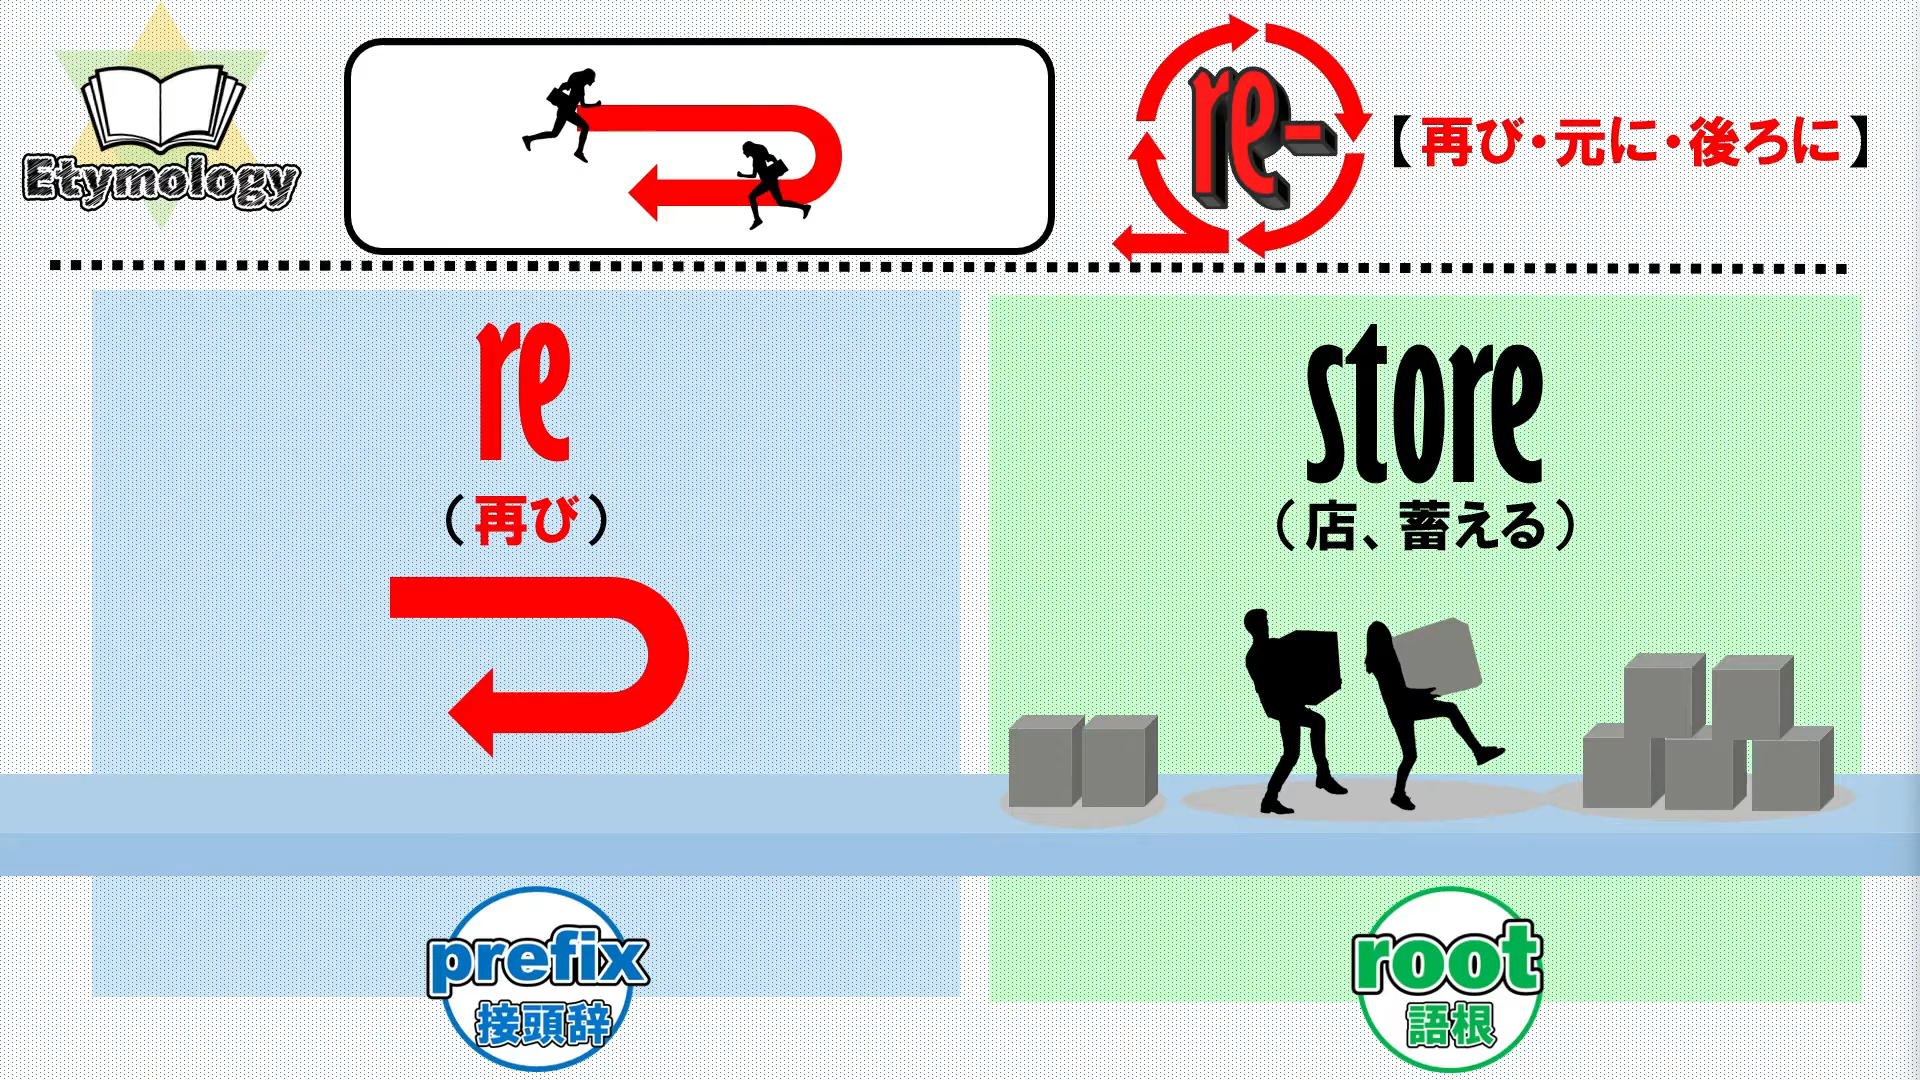 Etymology
re-
【再び・元に・後ろに】
re
（再び）
store
（店、蓄える）
prefix
接頭辞
root
語根